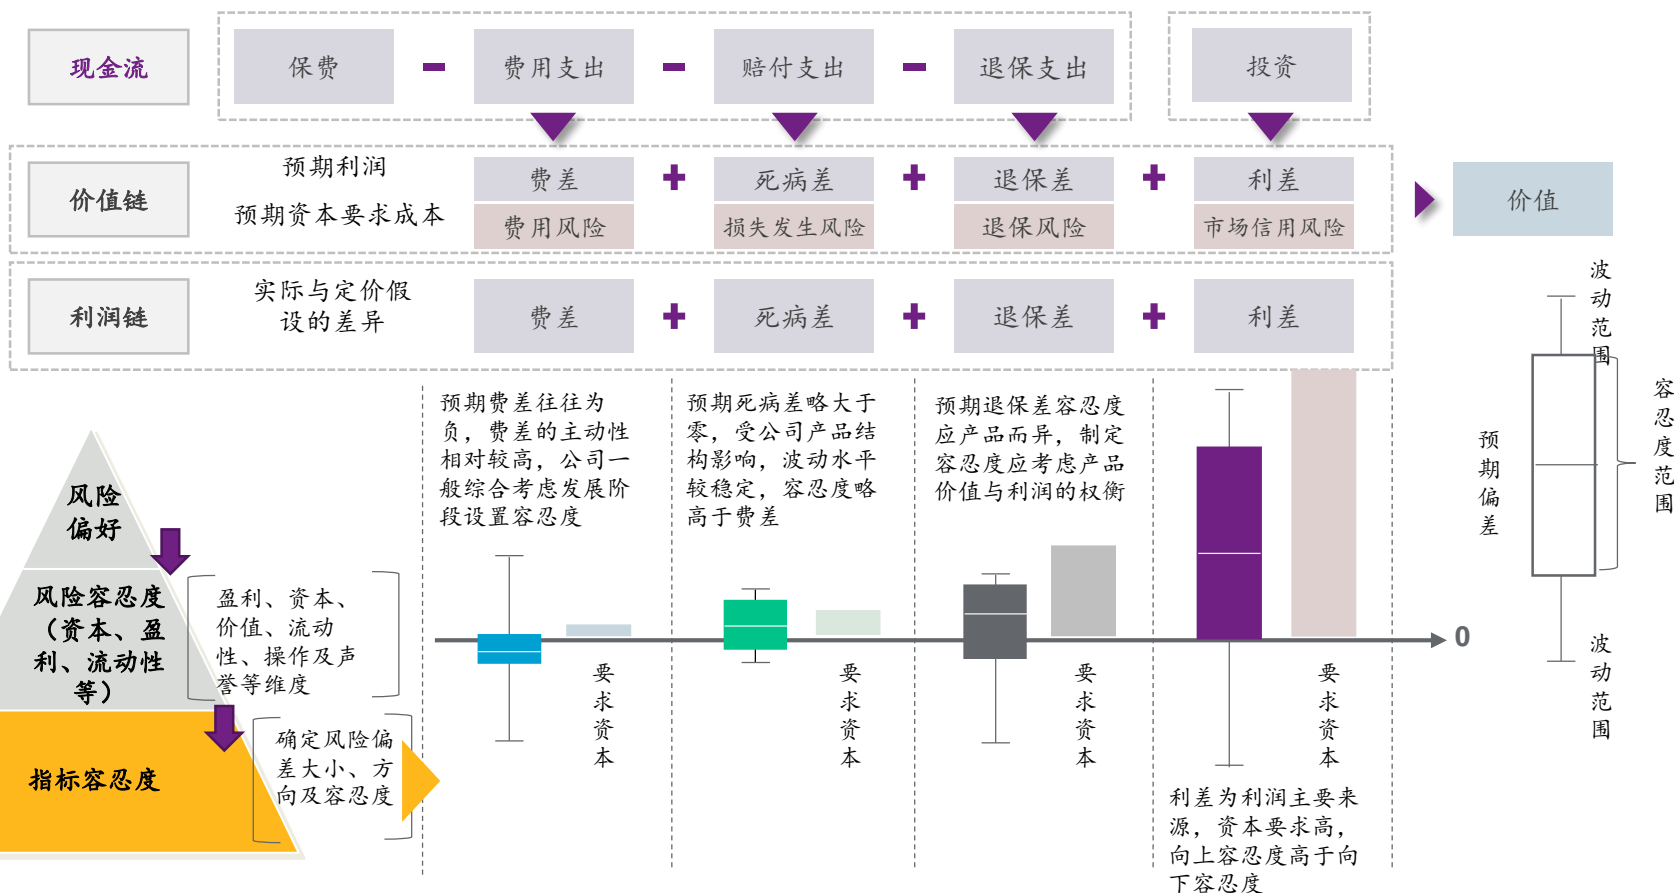 现金流
保费
费用支出
赔付支出
退保支出
投资
价值链
预期利润
预期资本要求成本
费差
死病差
退保差
利差
费用风险
损失发生风险
退保风险
市场信用风险
价值
利润链
实际与定价假
设的差异
费差
死病差
退保差
利差
波动范围
容忍度范围
预期偏差
波动范围
预期费差往往为
负，费差的主动性
相对较高，公司一
般综合考虑发展阶
段设置容忍度
预期死病差略大于
零，受公司产品结
构影响，波动水平
较稳定，容忍度略
高于费差
预期退保差容忍度
应产品而异，制定
容忍度应考虑产品
价值与利润的权衡
风险
偏好
风险容忍度
（资本、盈
利、流动性
等）
指标容忍度
盈利、资本、
价值、流动
性、操作及声
誉等维度
确定风险偏
差大小、方
向及容忍度
0
要求资本
要求资本
要求资本
要求资本
利差为利润主要来
源，资本要求高，
向上容忍度高于向
下容忍度